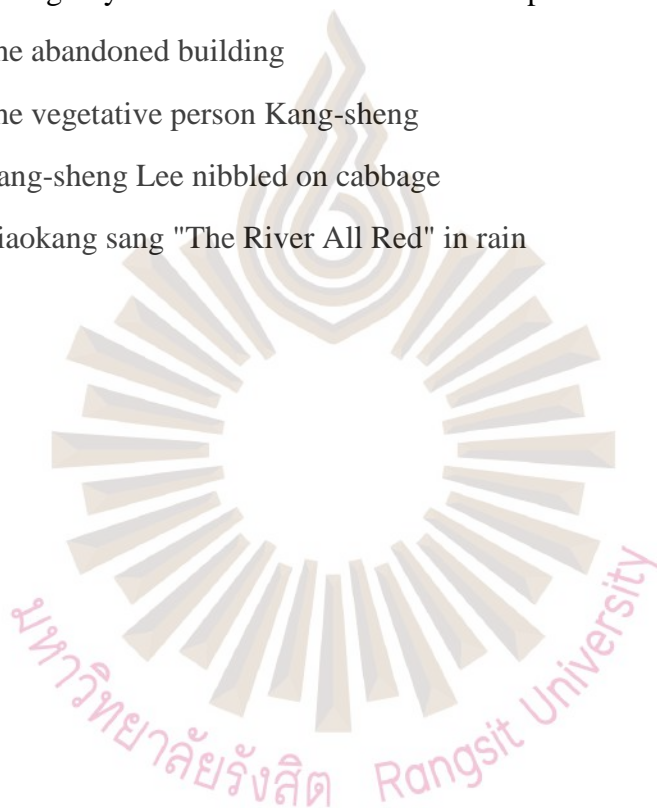 he abandoned building
he vegetative person Kang-sheng
ang-sheng Lee nibbled on cabbage
iaokang sang "The River All Red" in rain
มหาวิทยาลัยรังสิต Rangsit University